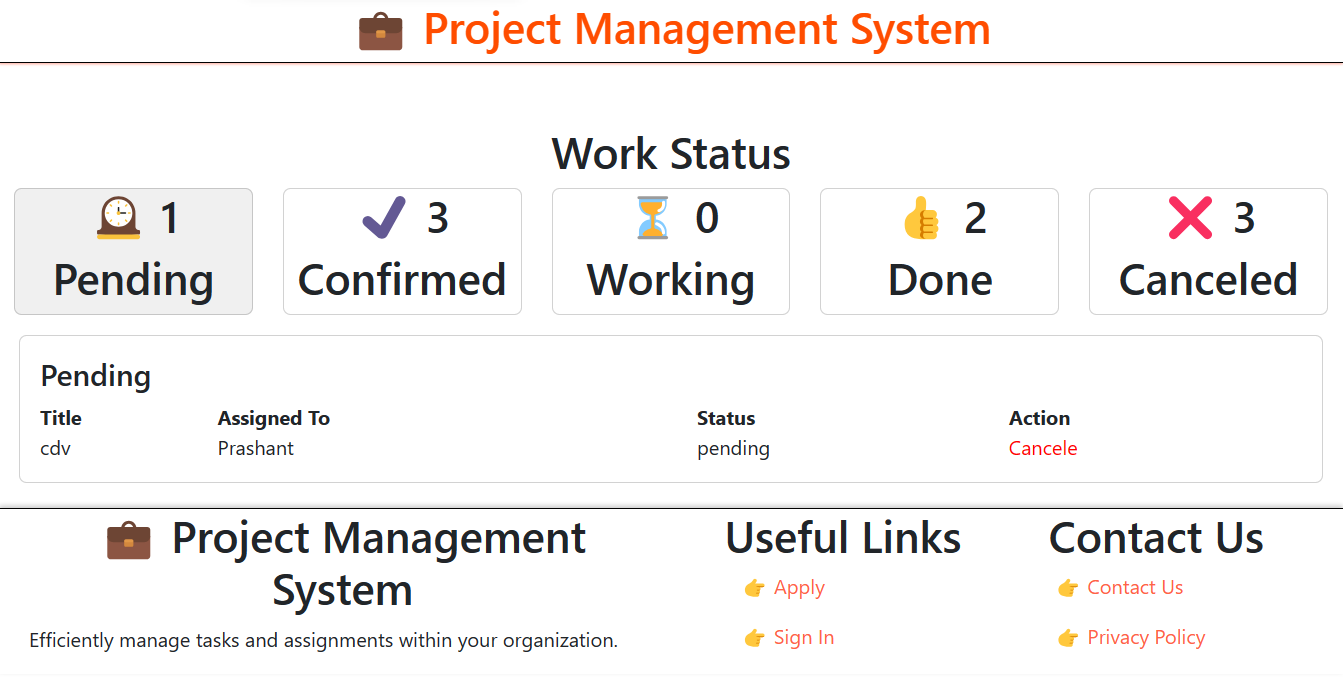 Project Management System
Work Status
1
Pending
3
Confirmed
0
Working
2
Done
3
Canceled
Pending
Title Assigned To Status Action
cdv Prashant pending Cancele
Project Management
System
Efficiently manage tasks and assignments within your organization.
Useful Links
Apply
Sign In
Contact Us
Contact Us
Privacy Policy